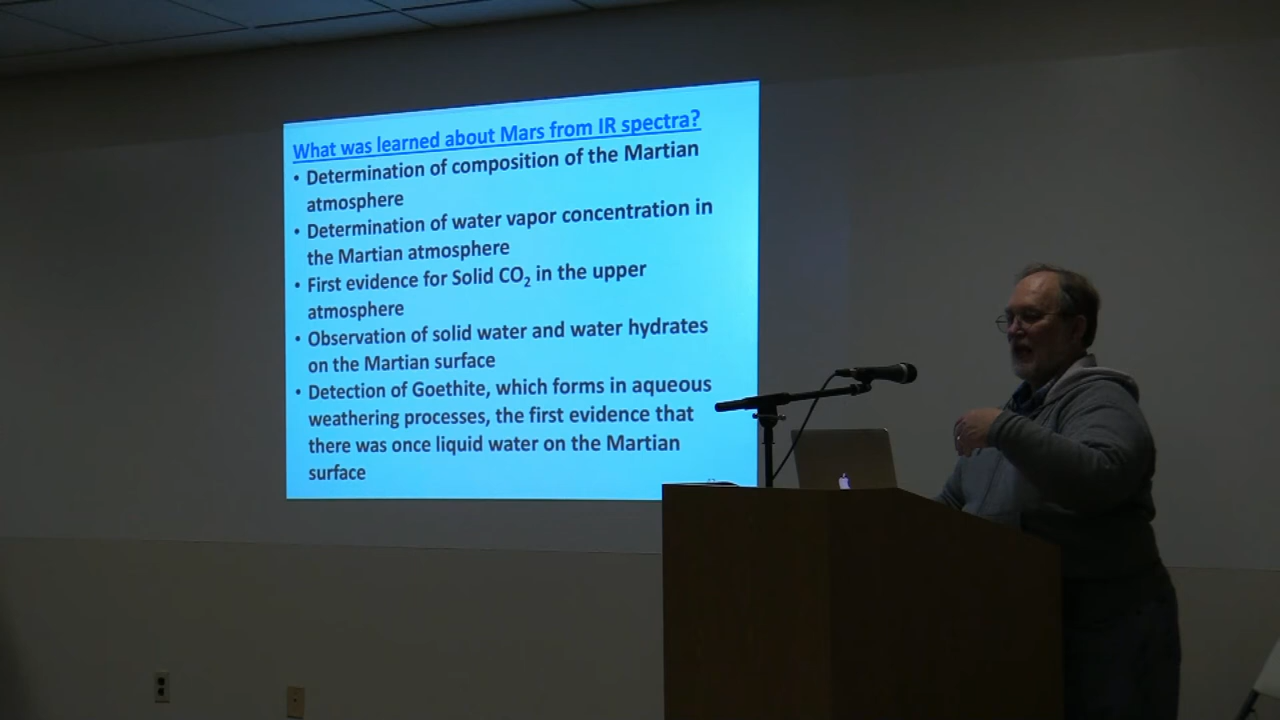 What was learned about Mars from IR spectra?
• Determination of composition of the Martian
atmosphere
• Determination of water vapor concentration in
the Martian atmosphere
• First evidence for Solid CO₂ in the upper
atmosphere
• Observation of solid water and water hydrates
on the Martian surface
• Detection of Goethite, which forms in aqueous
weathering processes, the first evidence that
there was once liquid water on the Martian
surface